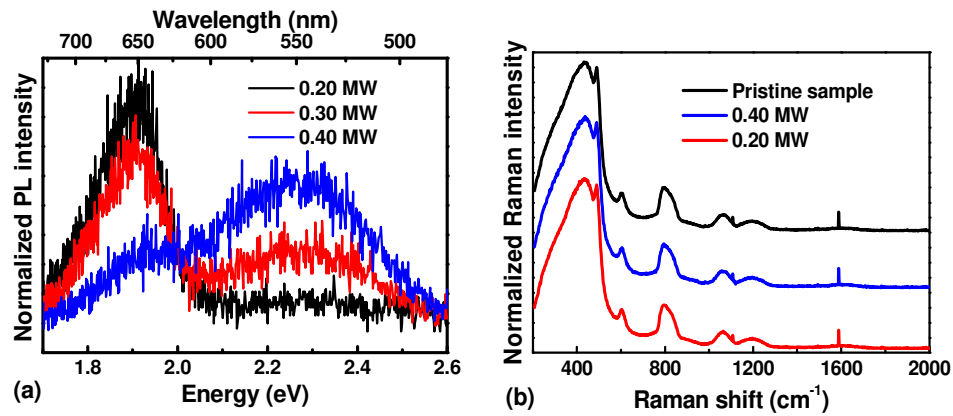 Wavelength (nm)
700 650 600 550 500
0.20 MW
0.30 MW
0.40 MW
Normalized PL intensity
1.8 2.0 2.2 2.4 2.6
Energy (eV)
(a)
Pristine sample
0.40 MW
0.20 MW
Normalized Raman intensity
400 800 1200 1600 2000
Raman shift (cm⁻¹)
(b)